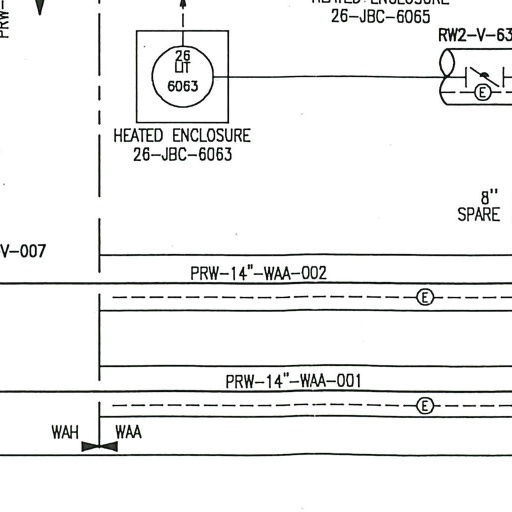 PRW-
HEATED ENCLOSURE
26-JBC-6065
RW2-V-63
26
LIT
6063
E
HEATED ENCLOSURE
26-JBC-6063
8"
SPARE
V-007
PRW-14"-WAA-002
E
PRW-14"-WAA-001
E
WAH WAA